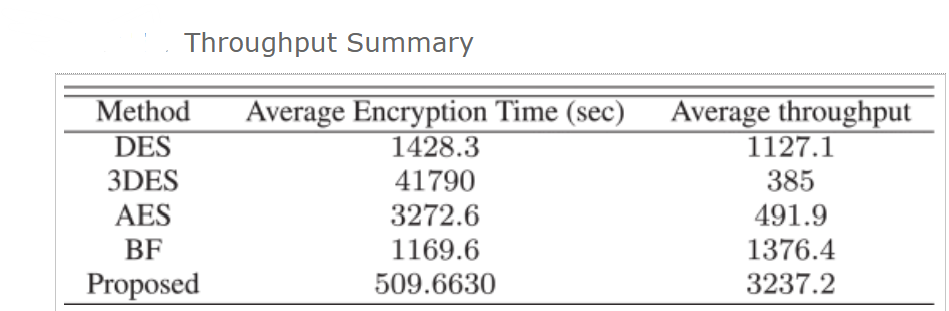 Throughput Summary
Method Average Encryption Time (sec) Average throughput
DES 1428.3 1127.1
3DES 41790 385
AES 3272.6 491.9
BF 1169.6 1376.4
Proposed 509.6630 3237.2